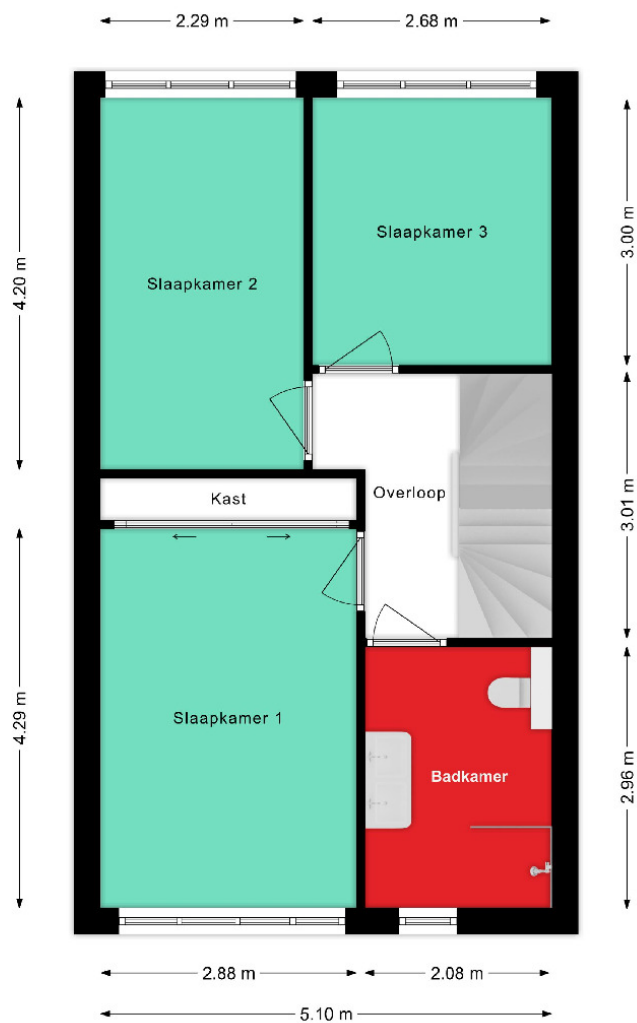 2.29 m
2.68 m
4.20 m
3.00 m
Slaapkamer 3
Slaapkamer 2
Kast
Overloop
3.01 m
4.29 m
Slaapkamer 1
Badkamer
2.96 m
2.88 m
2.08 m
5.10 m